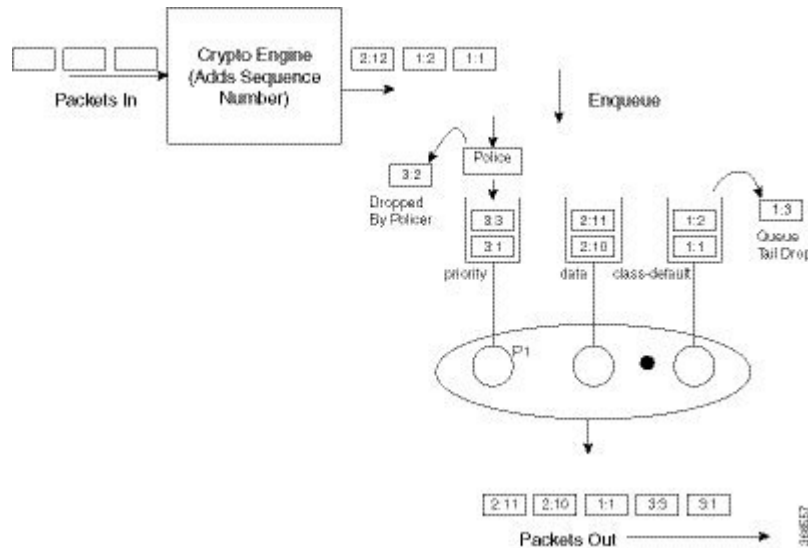 Crypto Engine
(Adds Sequence
Number)
Packets In
2:12
1:2
1:1
Enqueue
Police
3:2
Dropped
By Policer
3:3
3:1
priority
2:11
2:10
data
1:2
1:1
class-default
1:3
Queue
Tail Drop
P1
2:11
2:10
1:1
3:3
3:1
Packets Out